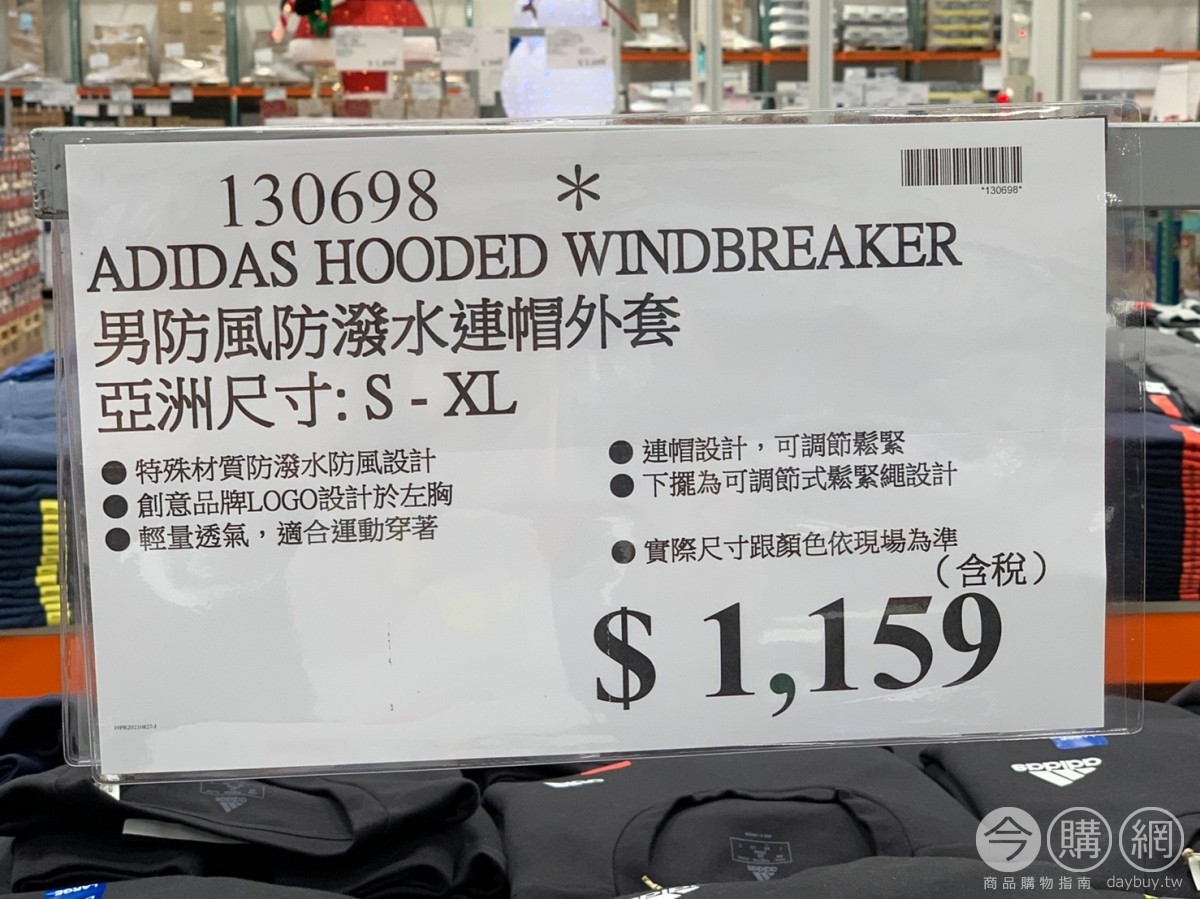 130698 *
*130698*
ADIDAS HOODED WINDBREAKER
男防風防潑水連帽外套
亞洲尺寸: S - XL
● 特殊材質防潑水防風設計
● 創意品牌LOGO設計於左胸
● 輕量透氣，適合運動穿著
● 連帽設計，可調節鬆緊
● 下擺為可調節式鬆緊繩設計
● 實際尺寸跟顏色依現場為準
（含稅）
$ 1,159
adidas
LARGE
今購網
商品購物指南 daybuy.tw